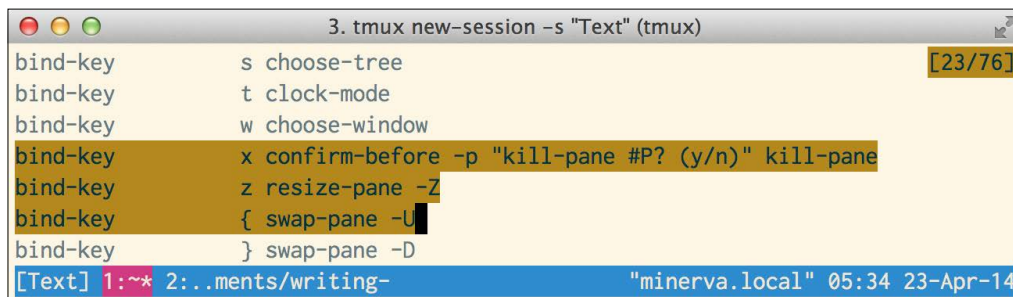 3. tmux new-session -s "Text" (tmux)
bind-key s choose-tree [23/76]
bind-key t clock-mode
bind-key w choose-window
bind-key x confirm-before -p "kill-pane #P? (y/n)" kill-pane
bind-key z resize-pane -Z
bind-key { swap-pane -U
bind-key } swap-pane -D
[Text] 1:~* 2:..ments/writing- "minerva.local" 05:34 23-Apr-14